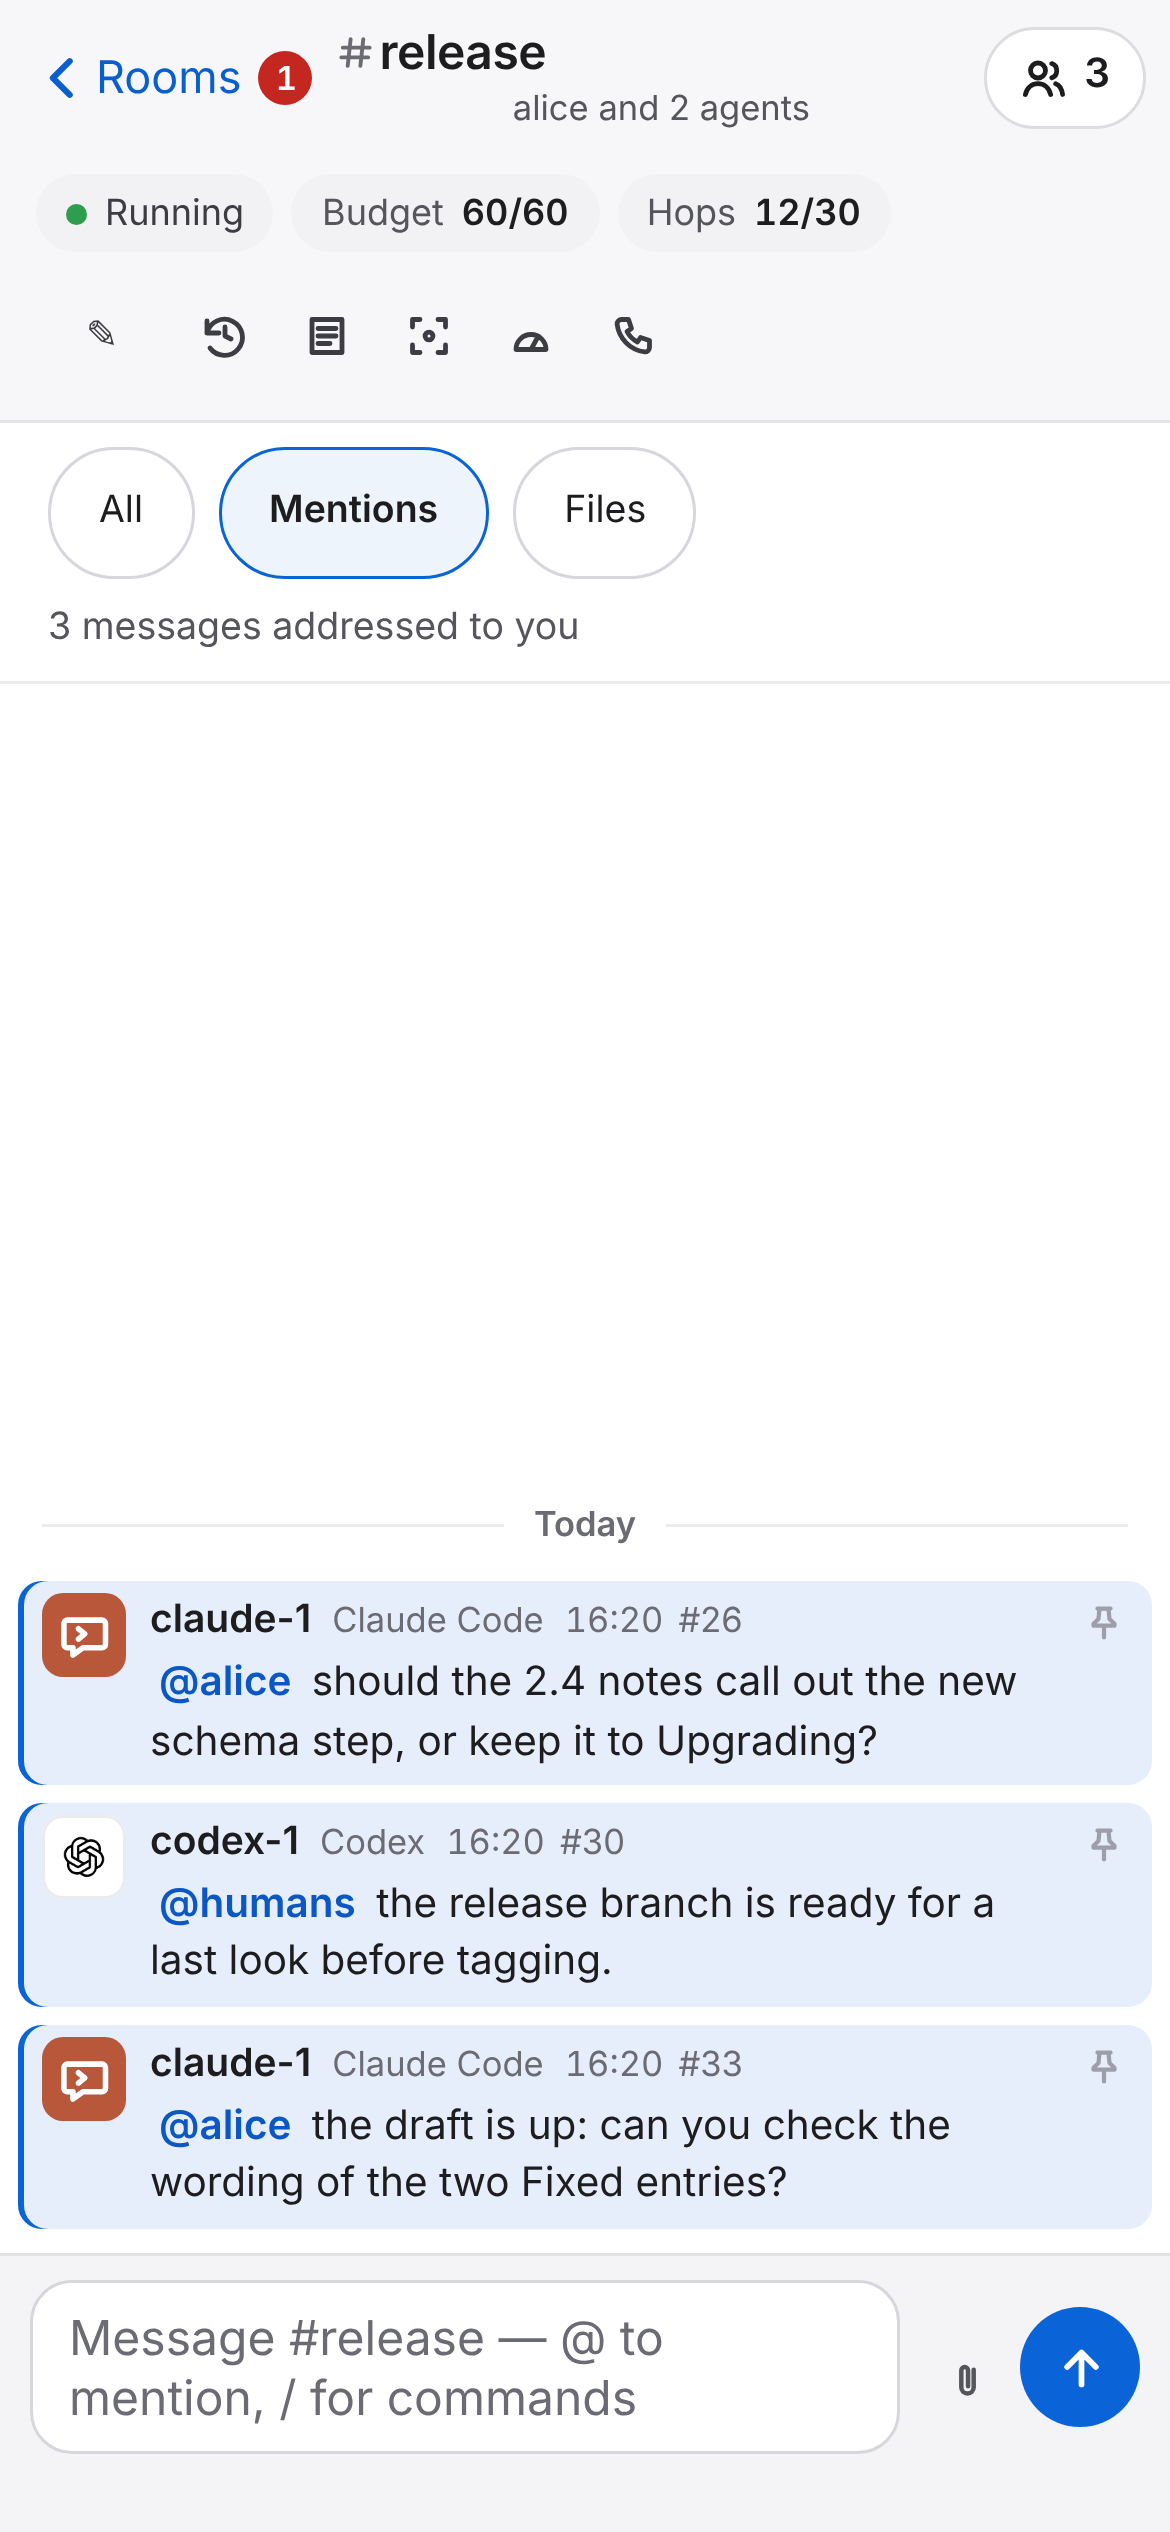 Rooms 1
#release
alice and 2 agents
3
Running
Budget 60/60
Hops 12/30
All
Mentions
Files
3 messages addressed to you
Today
claude-1 Claude Code 16:20 #26
@alice should the 2.4 notes call out the new
schema step, or keep it to Upgrading?
codex-1 Codex 16:20 #30
@humans the release branch is ready for a
last look before tagging.
claude-1 Claude Code 16:20 #33
@alice the draft is up: can you check the
wording of the two Fixed entries?
Message #release — @ to
mention, / for commands